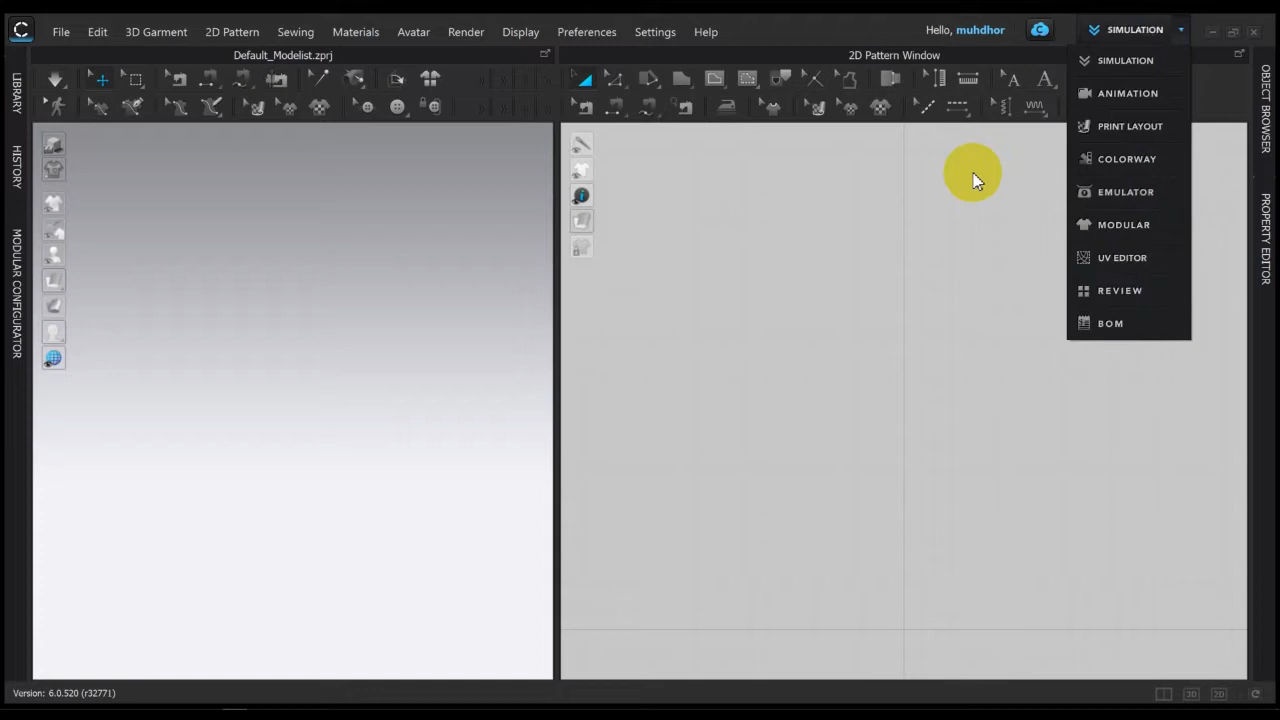 File Edit 3D Garment 2D Pattern Sewing Materials Avatar Render Display Preferences Settings Help
Hello, muhdhor
SIMULATION
Default_Modelist.zprj
2D Pattern Window
SIMULATION
ANIMATION
PRINT LAYOUT
COLORWAY
EMULATOR
MODULAR
UV EDITOR
REVIEW
BOM
LIBRARY
HISTORY
MODULAR CONFIGURATOR
OBJECT BROWSER
PROPERTY EDITOR
A A
Version: 6.0.520 (r32771)
3D 2D